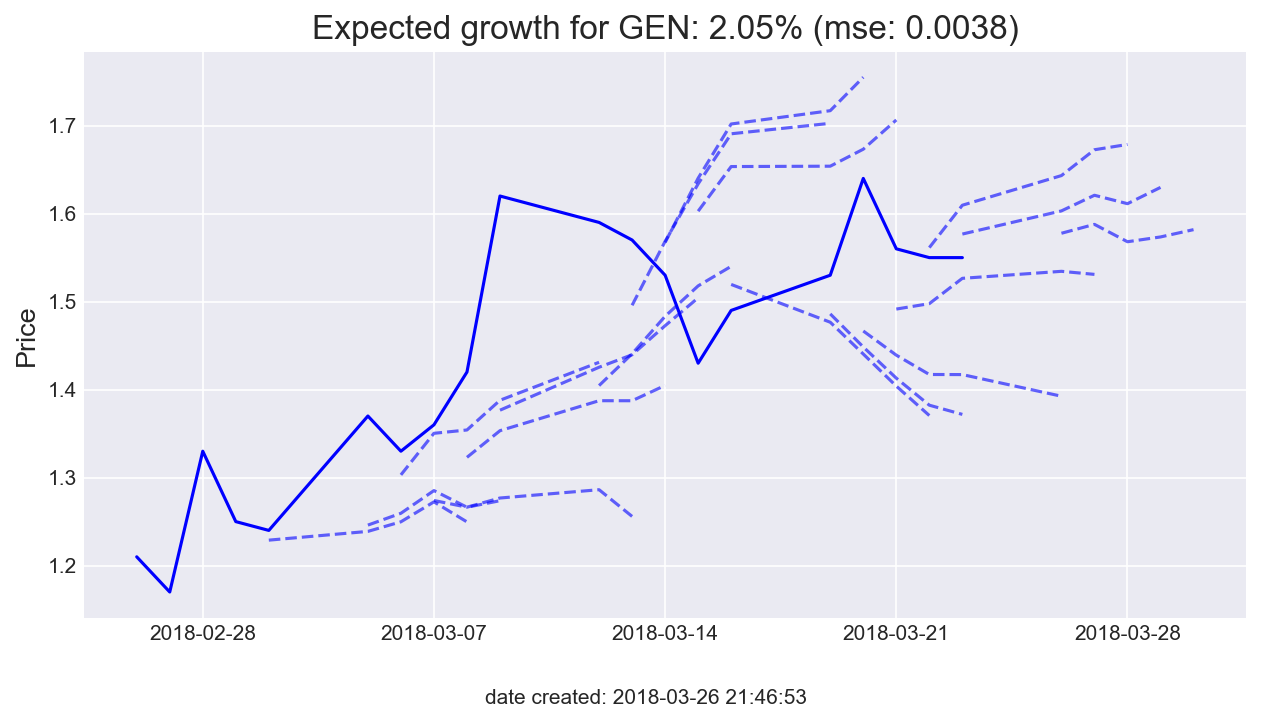 Expected growth for GEN: 2.05% (mse: 0.0038)
Price
1.7
1.6
1.5
1.4
1.3
1.2
2018-02-28 2018-03-07 2018-03-14 2018-03-21 2018-03-28
date created: 2018-03-26 21:46:53